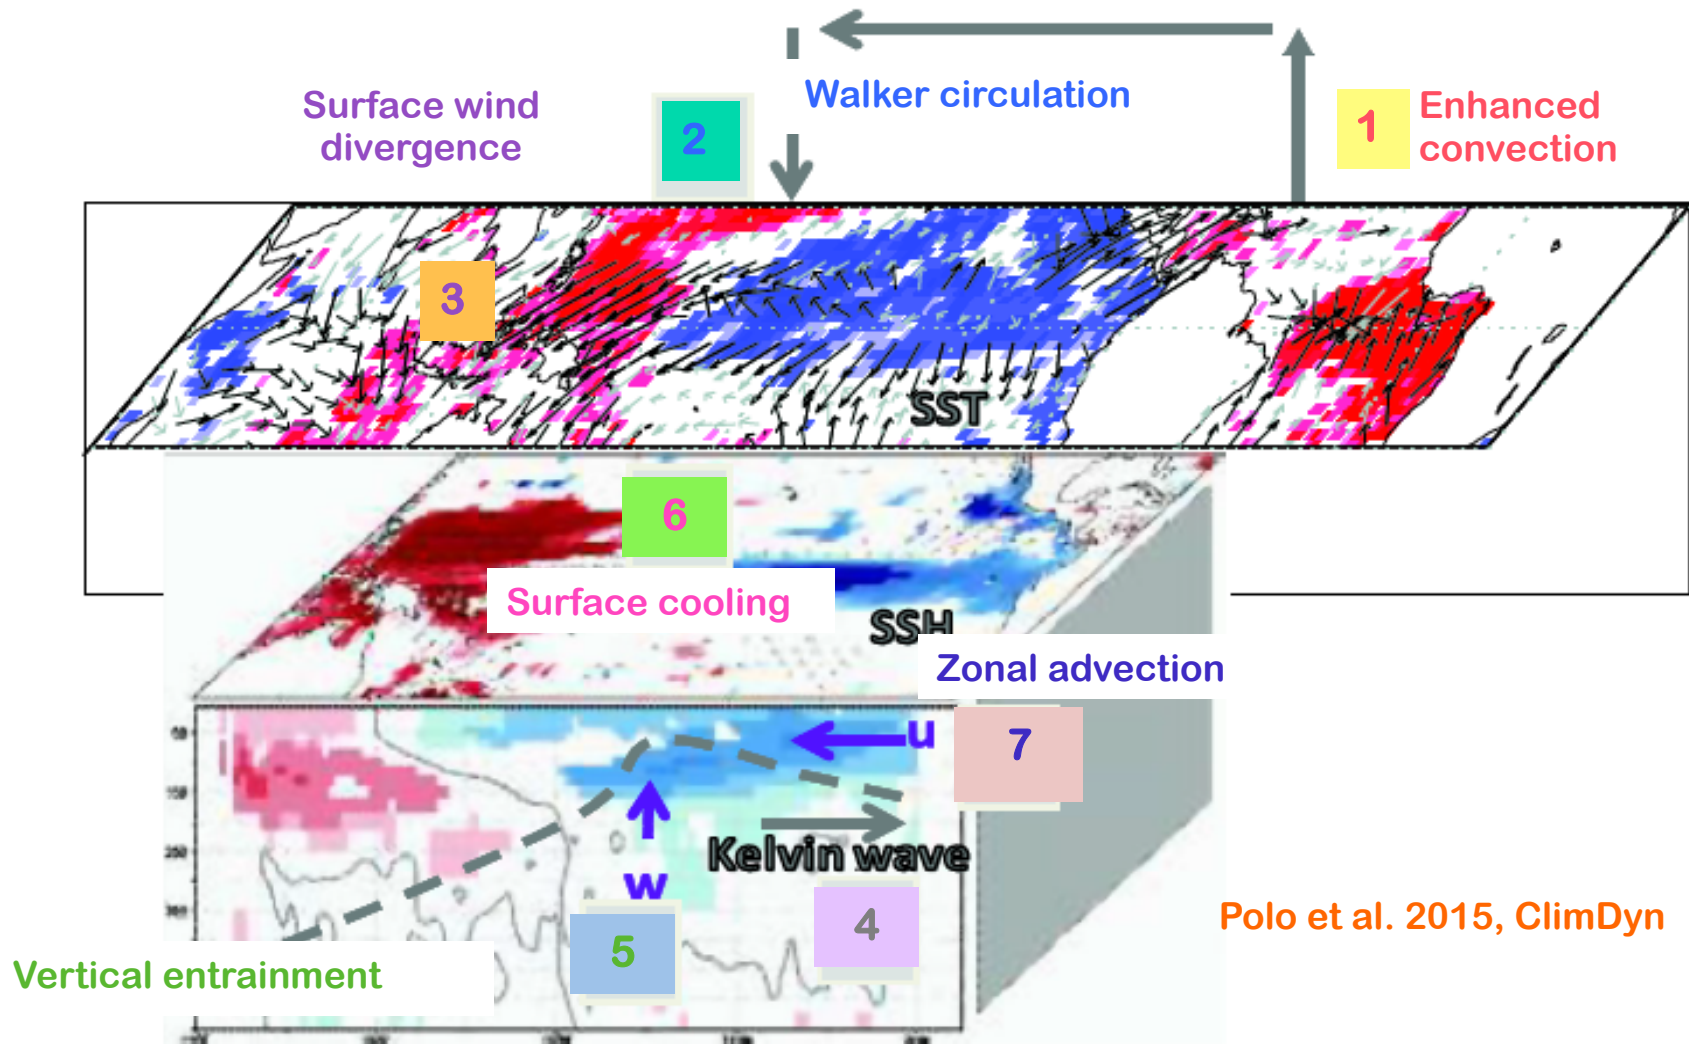 Walker circulation
Surface wind
divergence
2
1
Enhanced
convection
3
SST
6
Surface cooling
SSH
Zonal advection
u
7
Kelvin wave
w
4
5
Vertical entrainment
Polo et al. 2015, ClimDyn